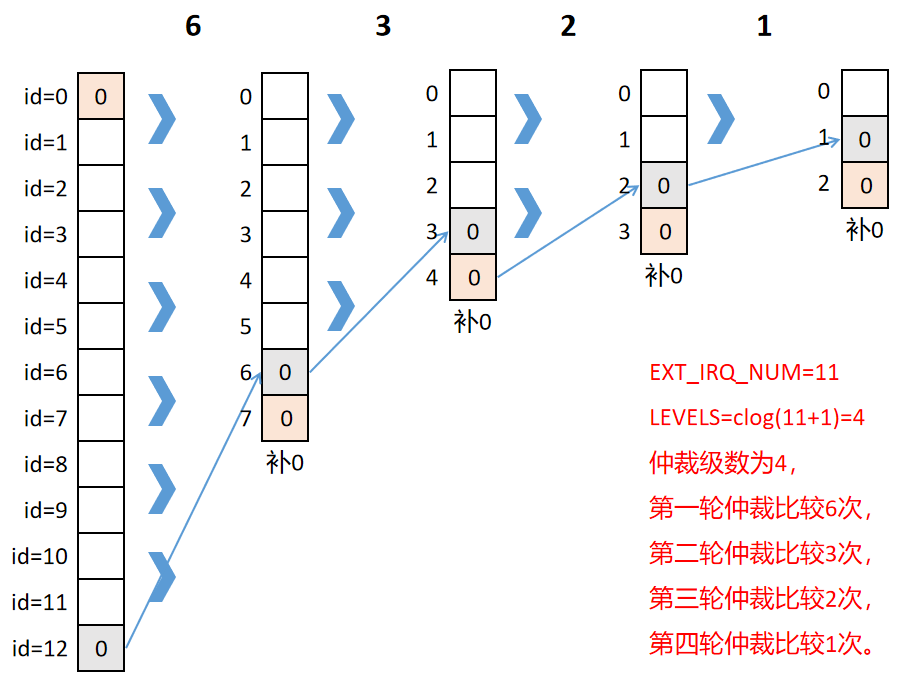 6 3 2 1
id=0 0
id=1
id=2
id=3
id=4
id=5
id=6
id=7
id=8
id=9
id=10
id=11
id=12 0
0
1
2
3
4
5
6 0
7 0
补0
0
1
2
3 0
4 0
补0
0
1
2 0
3 0
补0
0
1 0
2 0
补0
EXT_IRQ_NUM=11
LEVELS=clog(11+1)=4
仲裁级数为4，
第一轮仲裁比较6次，
第二轮仲裁比较3次，
第三轮仲裁比较2次，
第四轮仲裁比较1次。